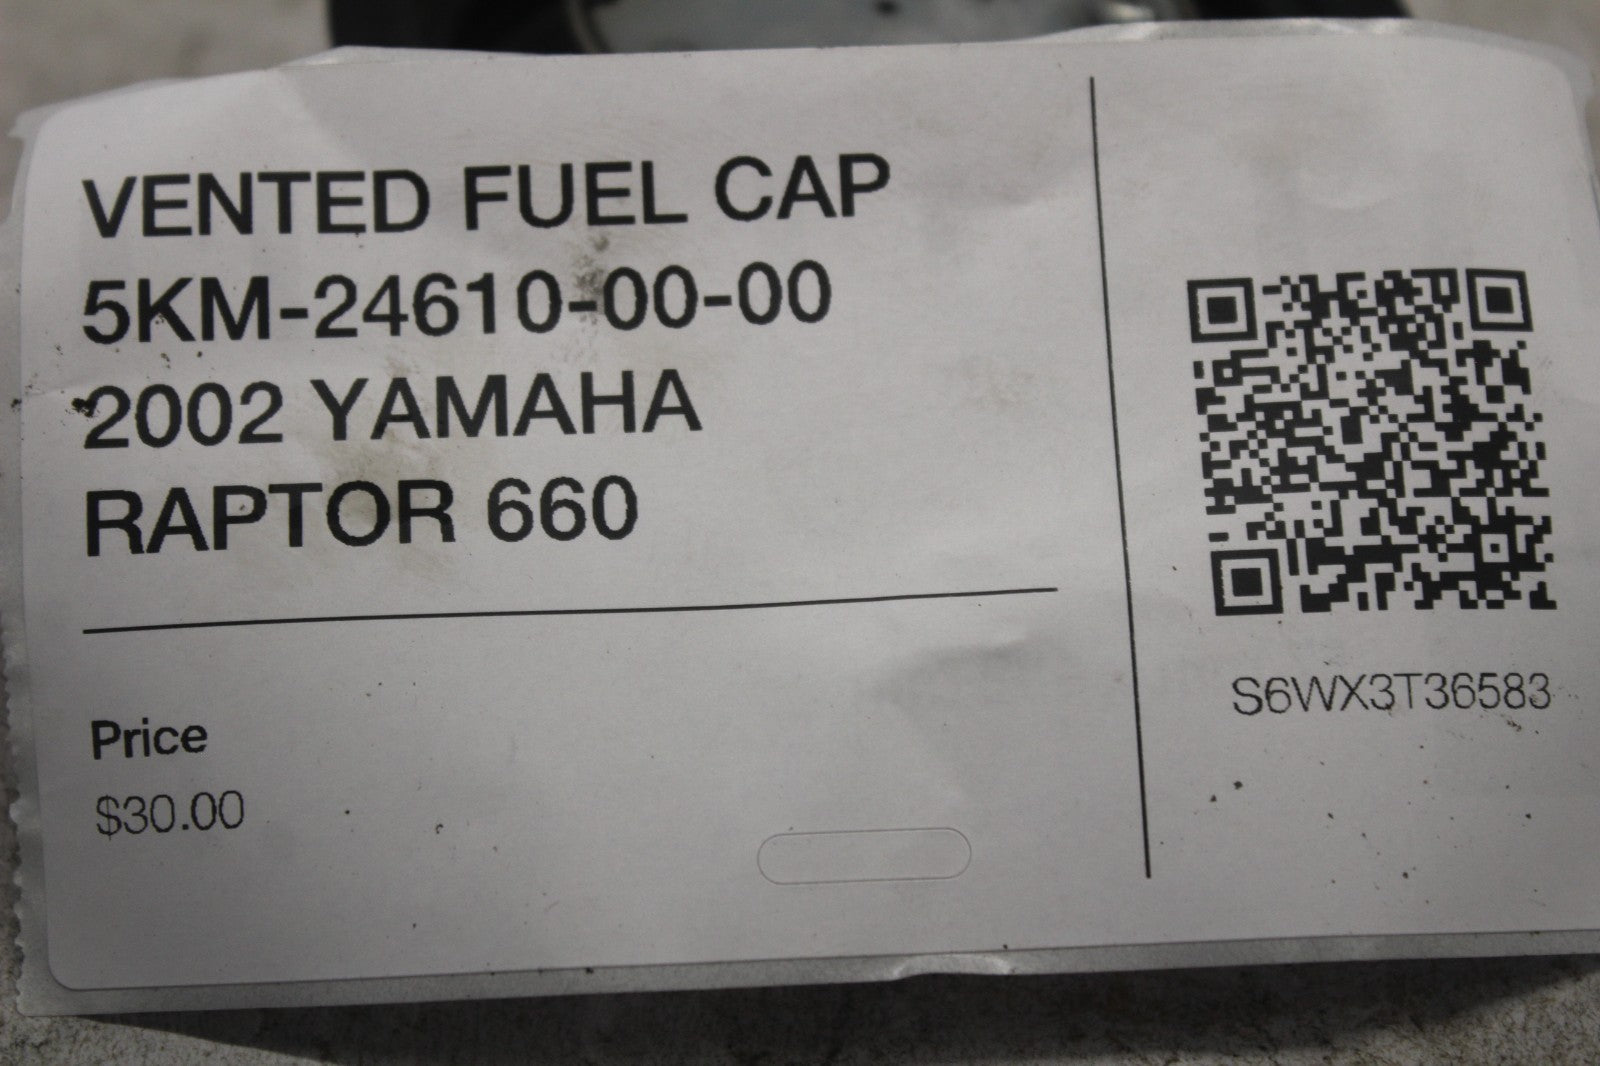 VENTED FUEL CAP
5KM-24610-00-00
2002 YAMAHA
RAPTOR 660
Price
$30.00
S6WX3T36583